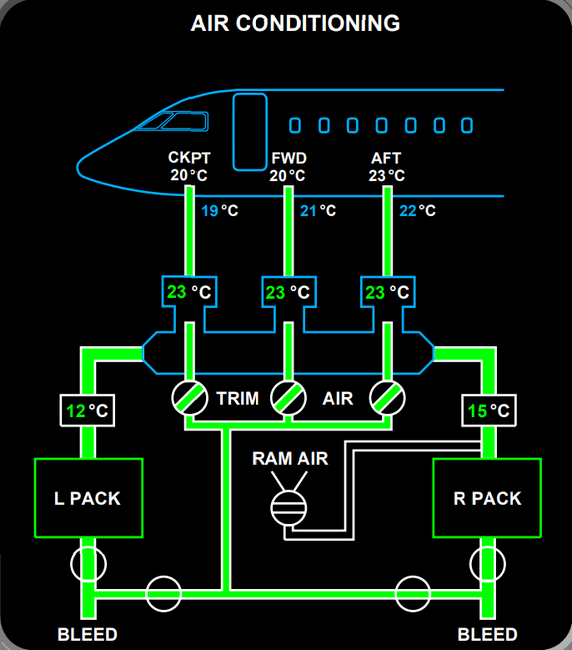 AIR CONDITIONING
CKPT FWD AFT
20°C 20°C 23°C
19°C 21°C 22°C
23 °C 23 °C 23 °C
TRIM AIR
12°C 15°C
RAM AIR
L PACK R PACK
BLEED BLEED